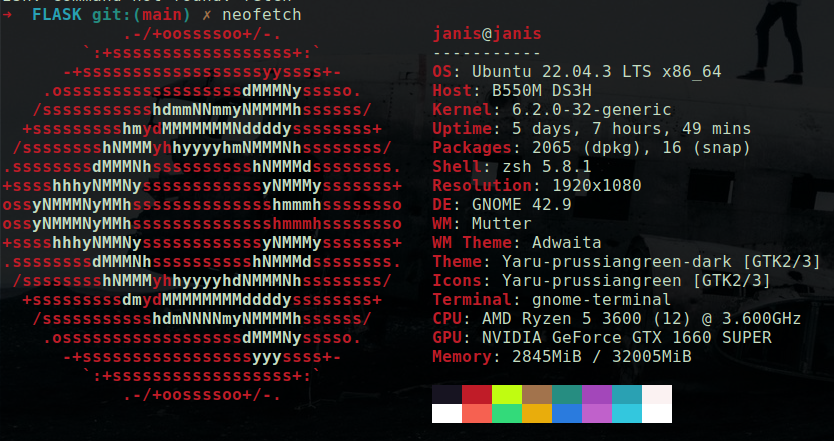 ➜  FLASK git:(main) ✗ neofetch
            .-/+oossssoo+/-.               janis@janis
        `:+ssssssssssssssssss+:`           -----------
      -+ssssssssssssssssssyyssss+-         OS: Ubuntu 22.04.3 LTS x86_64
    .ossssssssssssssssssdMMMNysssso.       Host: B550M DS3H
   /ssssssssssshdmmNNmmyNMMMMhssssss/      Kernel: 6.2.0-32-generic
  +ssssssssshmydMMMMMMMNddddyssssssss+     Uptime: 5 days, 7 hours, 49 mins
 /sssssssshNMMMyhhyyyyhmNMMMNhssssssss/    Packages: 2065 (dpkg), 16 (snap)
.ssssssssdMMMNhsssssssssshNMMMdssssssss.   Shell: zsh 5.8.1
+sssshhhyNMMNyssssssssssssyNMMMysssssss+   Resolution: 1920x1080
ossyNMMMNyMMhsssssssssssssshmmmhssssssso   DE: GNOME 42.9
ossyNMMMNyMMhsssssssssssssshmmmhssssssso   WM: Mutter
+sssshhhyNMMNyssssssssssssyNMMMysssssss+   WM Theme: Adwaita
.ssssssssdMMMNhsssssssssshNMMMdssssssss.   Theme: Yaru-prussiangreen-dark [GTK2/3]
 /sssssssshNMMMyhhyyyyhdNMMMNhssssssss/    Icons: Yaru-prussiangreen [GTK2/3]
  +sssssssssdmydMMMMMMMMddddyssssssss+     Terminal: gnome-terminal
   /ssssssssssshdmNNNNmyNMMMMhssssss/      CPU: AMD Ryzen 5 3600 (12) @ 3.600GHz
    .ossssssssssssssssssdMMMNysssso.       GPU: NVIDIA GeForce GTX 1660 SUPER
      -+sssssssssssssssssyyyssss+-         Memory: 2845MiB / 32005MiB
        `:+ssssssssssssssssss+:`
            .-/+oossssoo+/-.